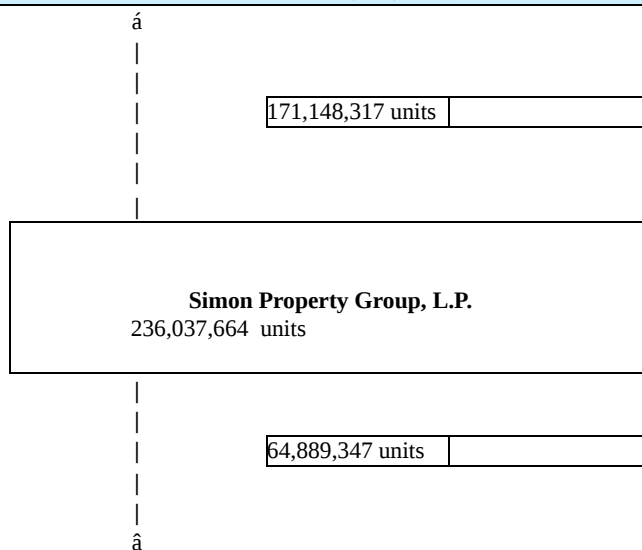 á
|
|
|
171,148,317 units
|
|
|
Simon Property Group, L.P.
236,037,664 units
|
|
|
64,889,347 units
|
|
â